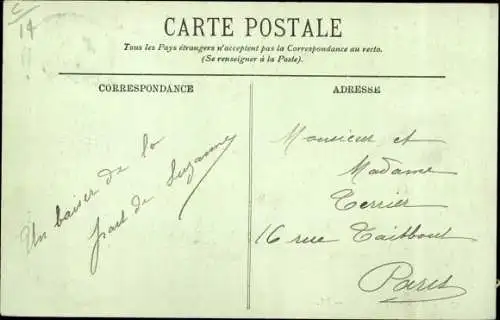 C/14
CARTE POSTALE
Tous les Pays étrangers n'acceptent pas la Correspondance au recto.
(Se renseigner à la Poste).
CORRESPONDANCE
Un baiser de la
part de Suzanne
ADRESSE
Monsieur et
Madame
Terrier
16 rue Taitbout
Paris